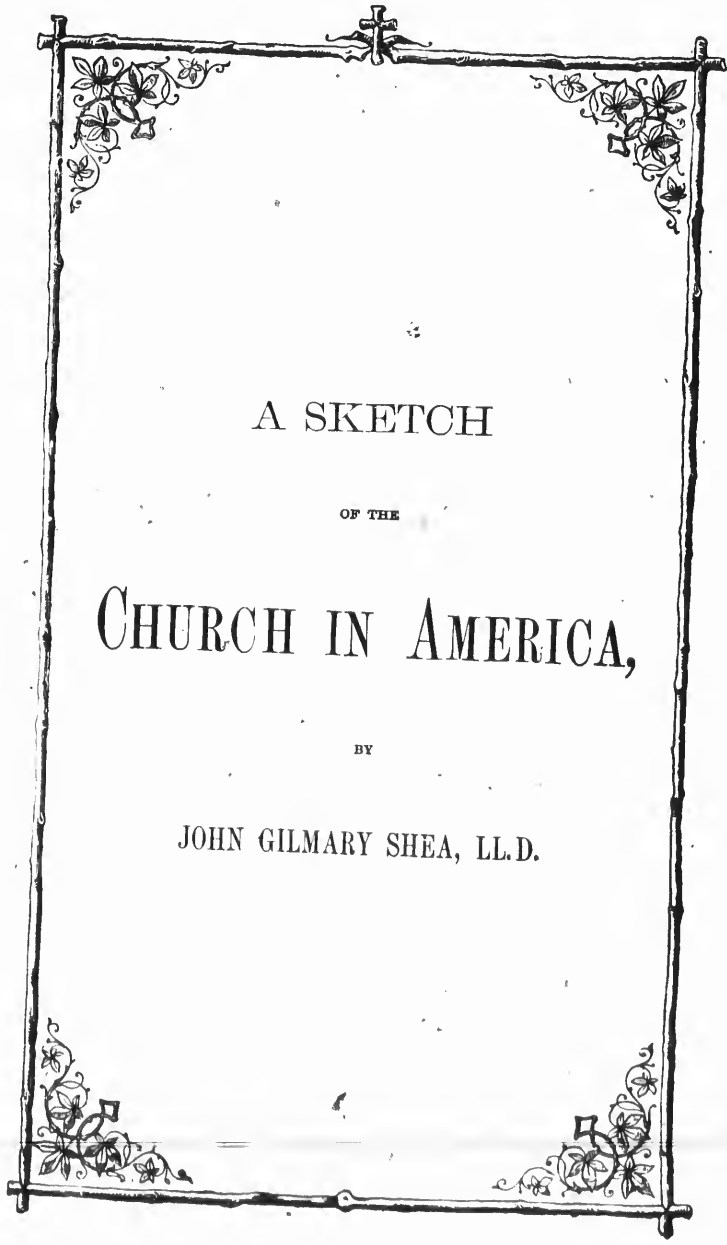 A SKETCH
OF THE
CHURCH IN AMERICA,
BY
JOHN GILMARY SHEA, LL.D.